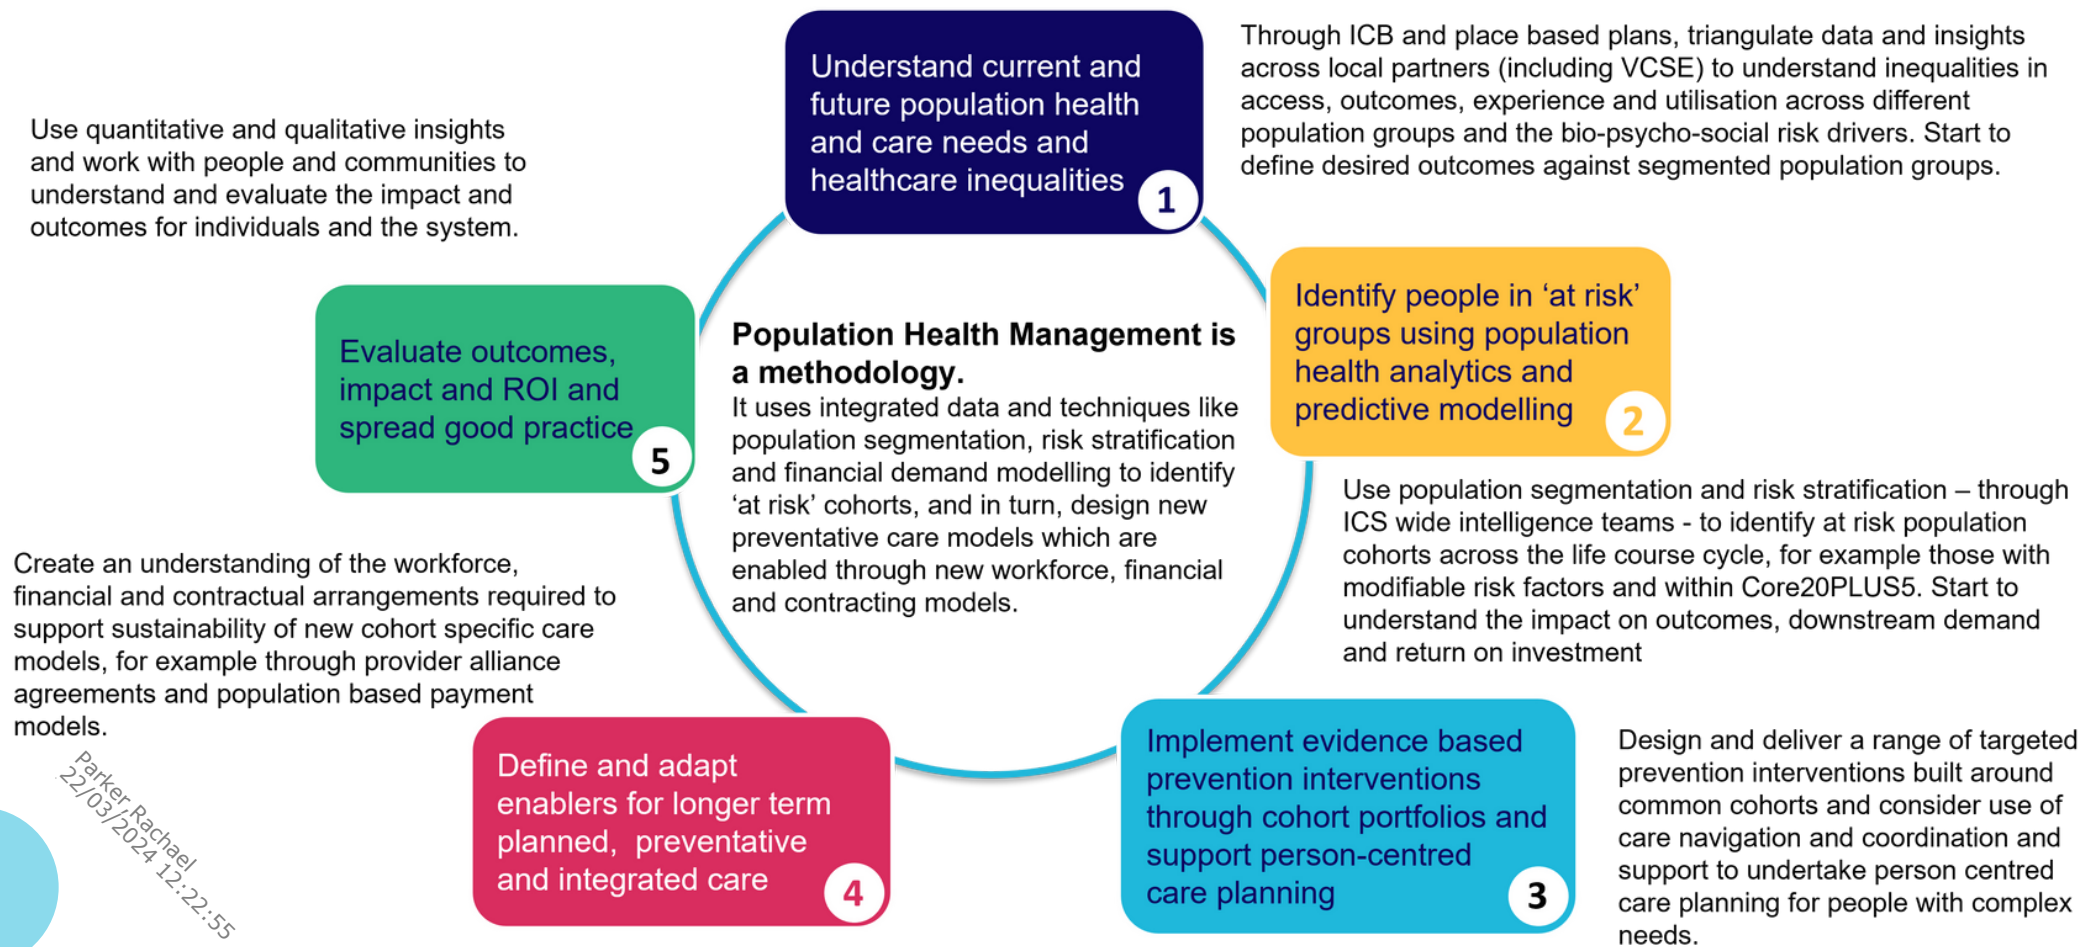 Understand current and
future population health
and care needs and
healthcare inequalities
1
Through ICB and place based plans, triangulate data and insights
across local partners (including VCSE) to understand inequalities in
access, outcomes, experience and utilisation across different
population groups and the bio-psycho-social risk drivers. Start to
define desired outcomes against segmented population groups.
Identify people in ‘at risk’
groups using population
health analytics and
predictive modelling
2
Use population segmentation and risk stratification – through
ICS wide intelligence teams - to identify at risk population
cohorts across the life course cycle, for example those with
modifiable risk factors and within Core20PLUS5. Start to
understand the impact on outcomes, downstream demand
and return on investment
Implement evidence based
prevention interventions
through cohort portfolios and
support person-centred
care planning
3
Design and deliver a range of targeted
prevention interventions built around
common cohorts and consider use of
care navigation and coordination and
support to undertake person centred
care planning for people with complex
needs.
Define and adapt
enablers for longer term
planned, preventative
and integrated care
4
Create an understanding of the workforce,
financial and contractual arrangements required to
support sustainability of new cohort specific care
models, for example through provider alliance
agreements and population based payment
models.
Evaluate outcomes,
impact and ROI and
spread good practice
5
Use quantitative and qualitative insights
and work with people and communities to
understand and evaluate the impact and
outcomes for individuals and the system.
Population Health Management is
a methodology.
It uses integrated data and techniques like
population segmentation, risk stratification
and financial demand modelling to identify
‘at risk’ cohorts, and in turn, design new
preventative care models which are
enabled through new workforce, financial
and contracting models.
Parker,Rachael
22/03/2024 12:22:55